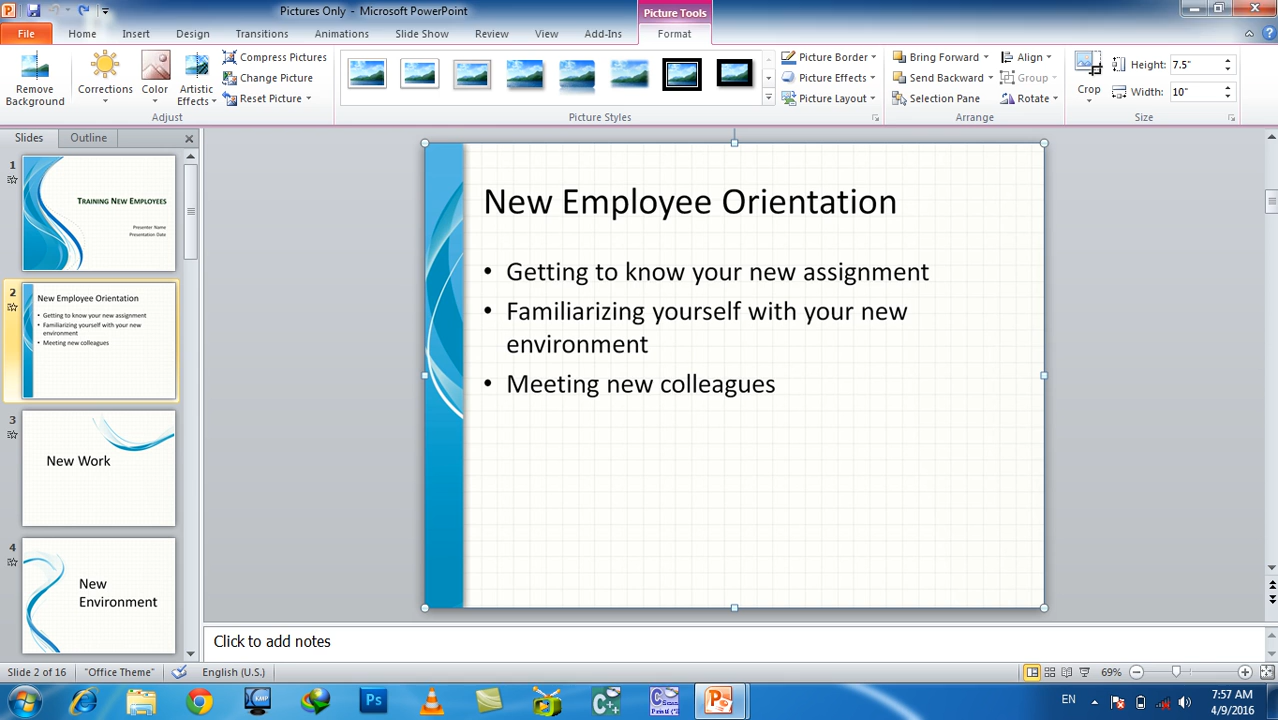 Pictures Only - Microsoft PowerPoint
Picture Tools
File Home Insert Design Transitions Animations Slide Show Review View Add-Ins Format
Remove Background
Corrections
Color
Artistic Effects
Compress Pictures
Change Picture
Reset Picture
Adjust
Picture Styles
Picture Border
Picture Effects
Picture Layout
Bring Forward
Send Backward
Selection Pane
Align
Group
Rotate
Arrange
Crop
Height: 7.5"
Width: 10"
Size
Slides Outline
1
TRAINING NEW EMPLOYEES
Presenter Name
Presentation Date
2
New Employee Orientation
• Getting to know your new assignment
• Familiarizing yourself with your new
environment
• Meeting new colleagues
3
New Work
4
New
Environment
New Employee Orientation
• Getting to know your new assignment
• Familiarizing yourself with your new
environment
• Meeting new colleagues
Click to add notes
Slide 2 of 16 "Office Theme" English (U.S.) 69%
EN
7:57 AM
4/9/2016